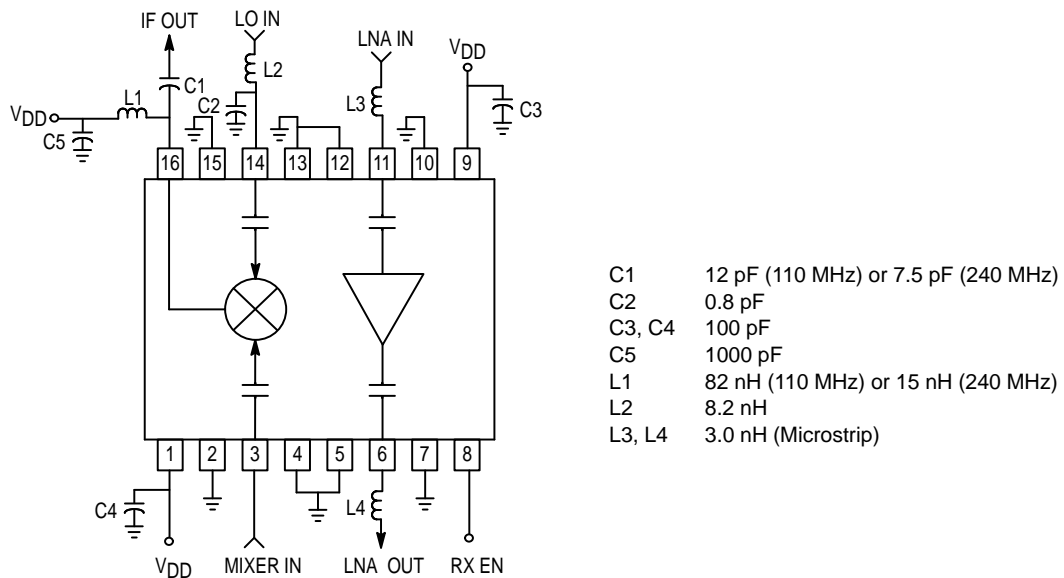 IF OUT
LO IN
LNA IN
VDD
L2
C1
L1
C2
L3
C3
VDD
C5
16 15 14 13 12 11 10 9
1 2 3 4 5 6 7 8
C4
L4
VDD
MIXER IN
LNA OUT
RX EN
C1 12 pF (110 MHz) or 7.5 pF (240 MHz)
C2 0.8 pF
C3, C4 100 pF
C5 1000 pF
L1 82 nH (110 MHz) or 15 nH (240 MHz)
L2 8.2 nH
L3, L4 3.0 nH (Microstrip)